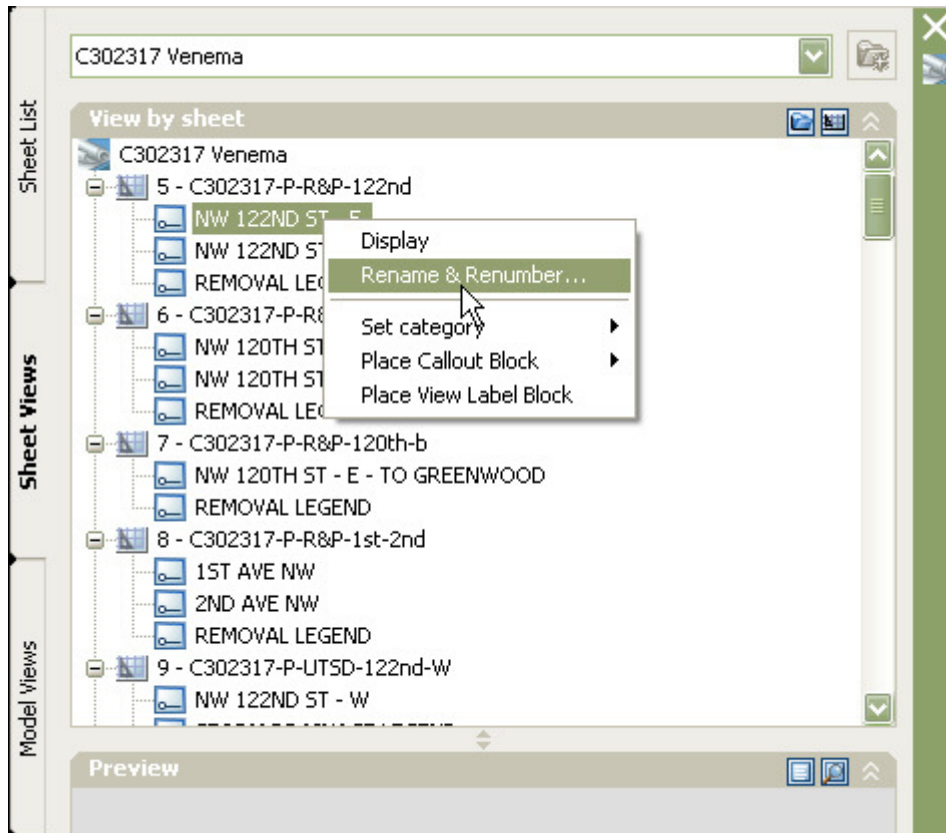 C302317 Venema
Sheet List
View by sheet
C302317 Venema
5 - C302317-P-R&P-122nd
NW 122ND ST - E
Display
NW 122ND S
Rename & Renumber...
REMOVAL LE
6 - C302317-P-R
Set category
NW 120TH ST
Place Callout Block
NW 120TH ST
Place View Label Block
REMOVAL LE
Sheet Views
7 - C302317-P-R&P-120th-b
NW 120TH ST - E - TO GREENWOOD
REMOVAL LEGEND
8 - C302317-P-R&P-1st-2nd
1ST AVE NW
2ND AVE NW
REMOVAL LEGEND
9 - C302317-P-UTSD-122nd-W
NW 122ND ST - W
Model Views
Preview